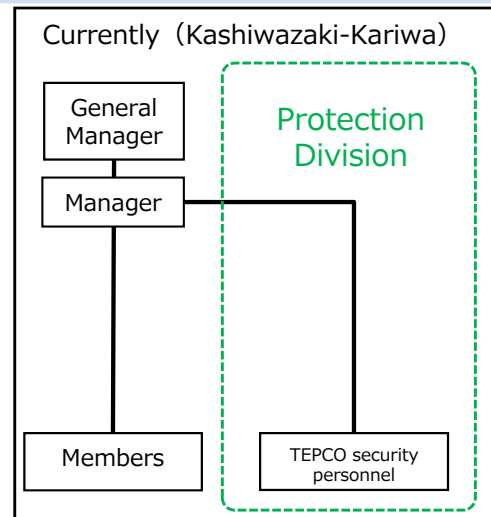 Currently（Kashiwazaki-Kariwa）
General
Manager
Protection
Division
Manager
Members
TEPCO security
personnel